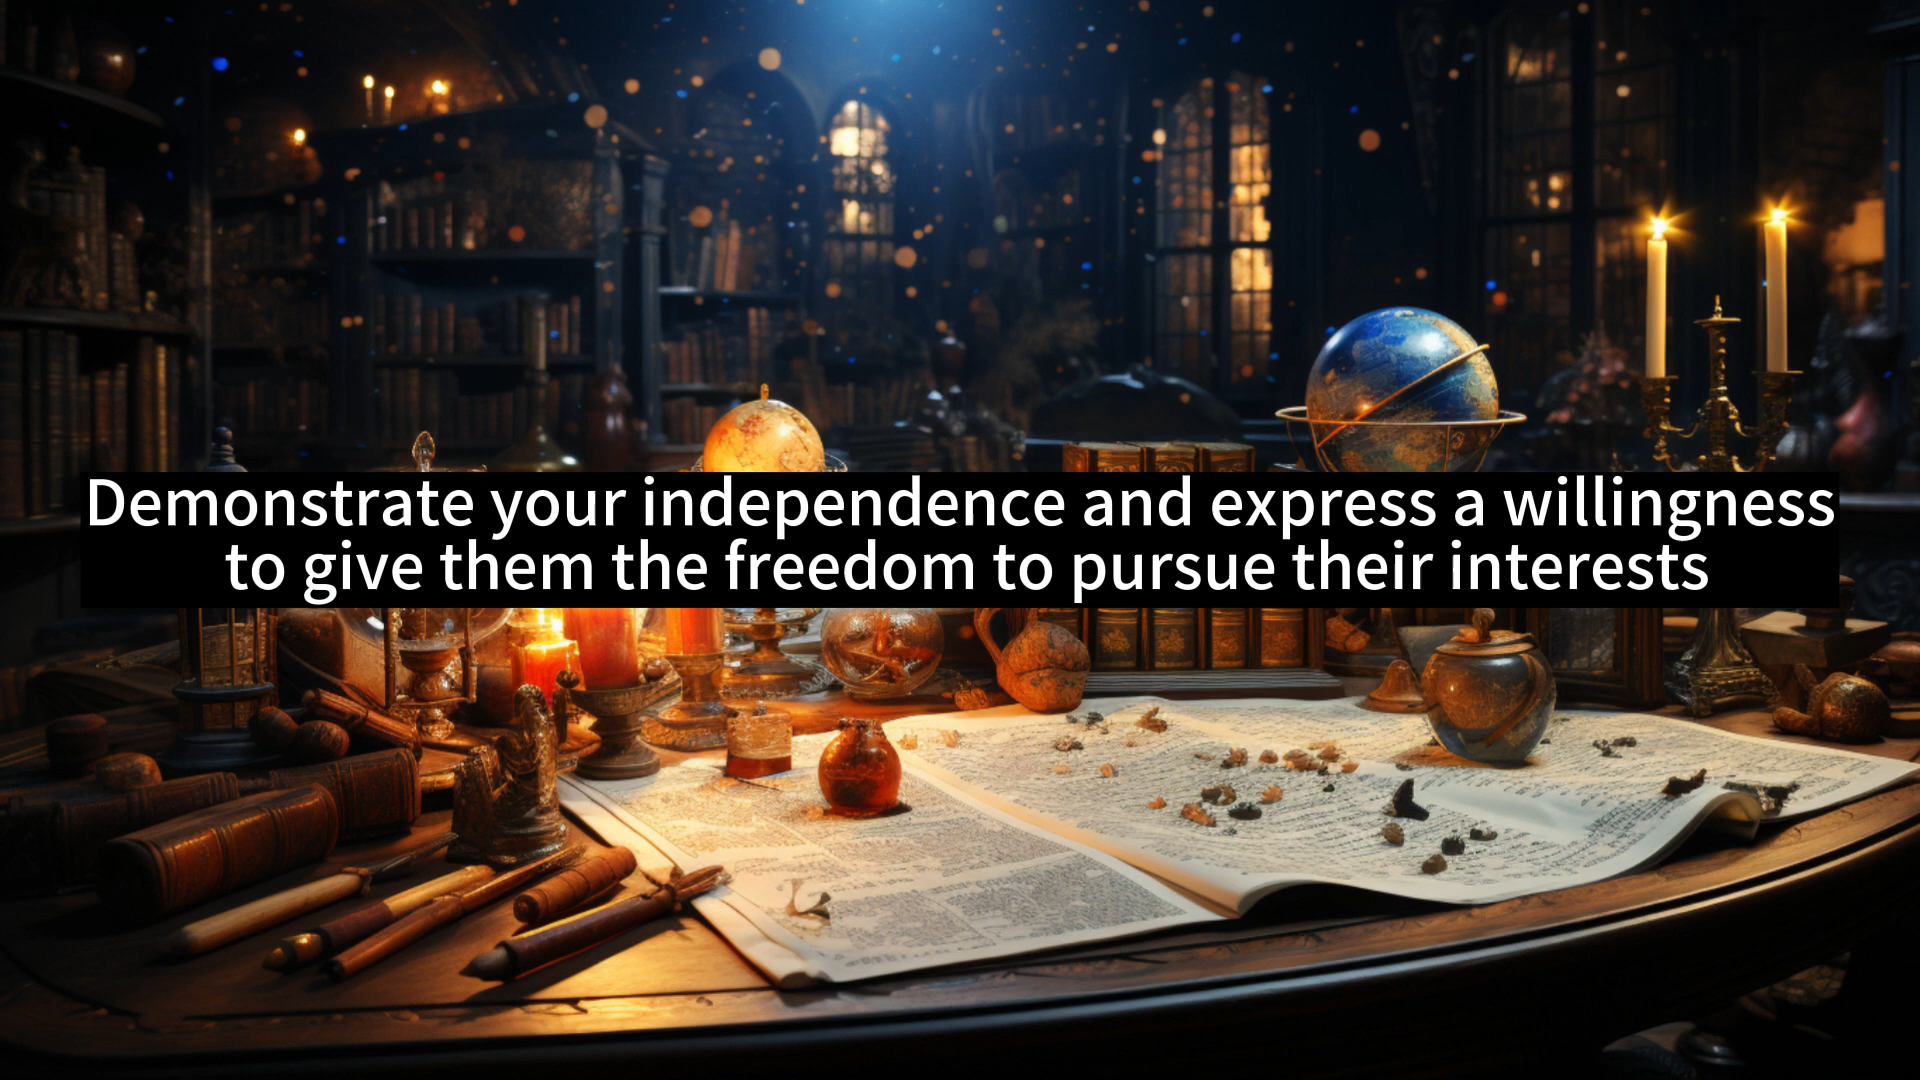 Demonstrate your independence and express a willingness
to give them the freedom to pursue their interests